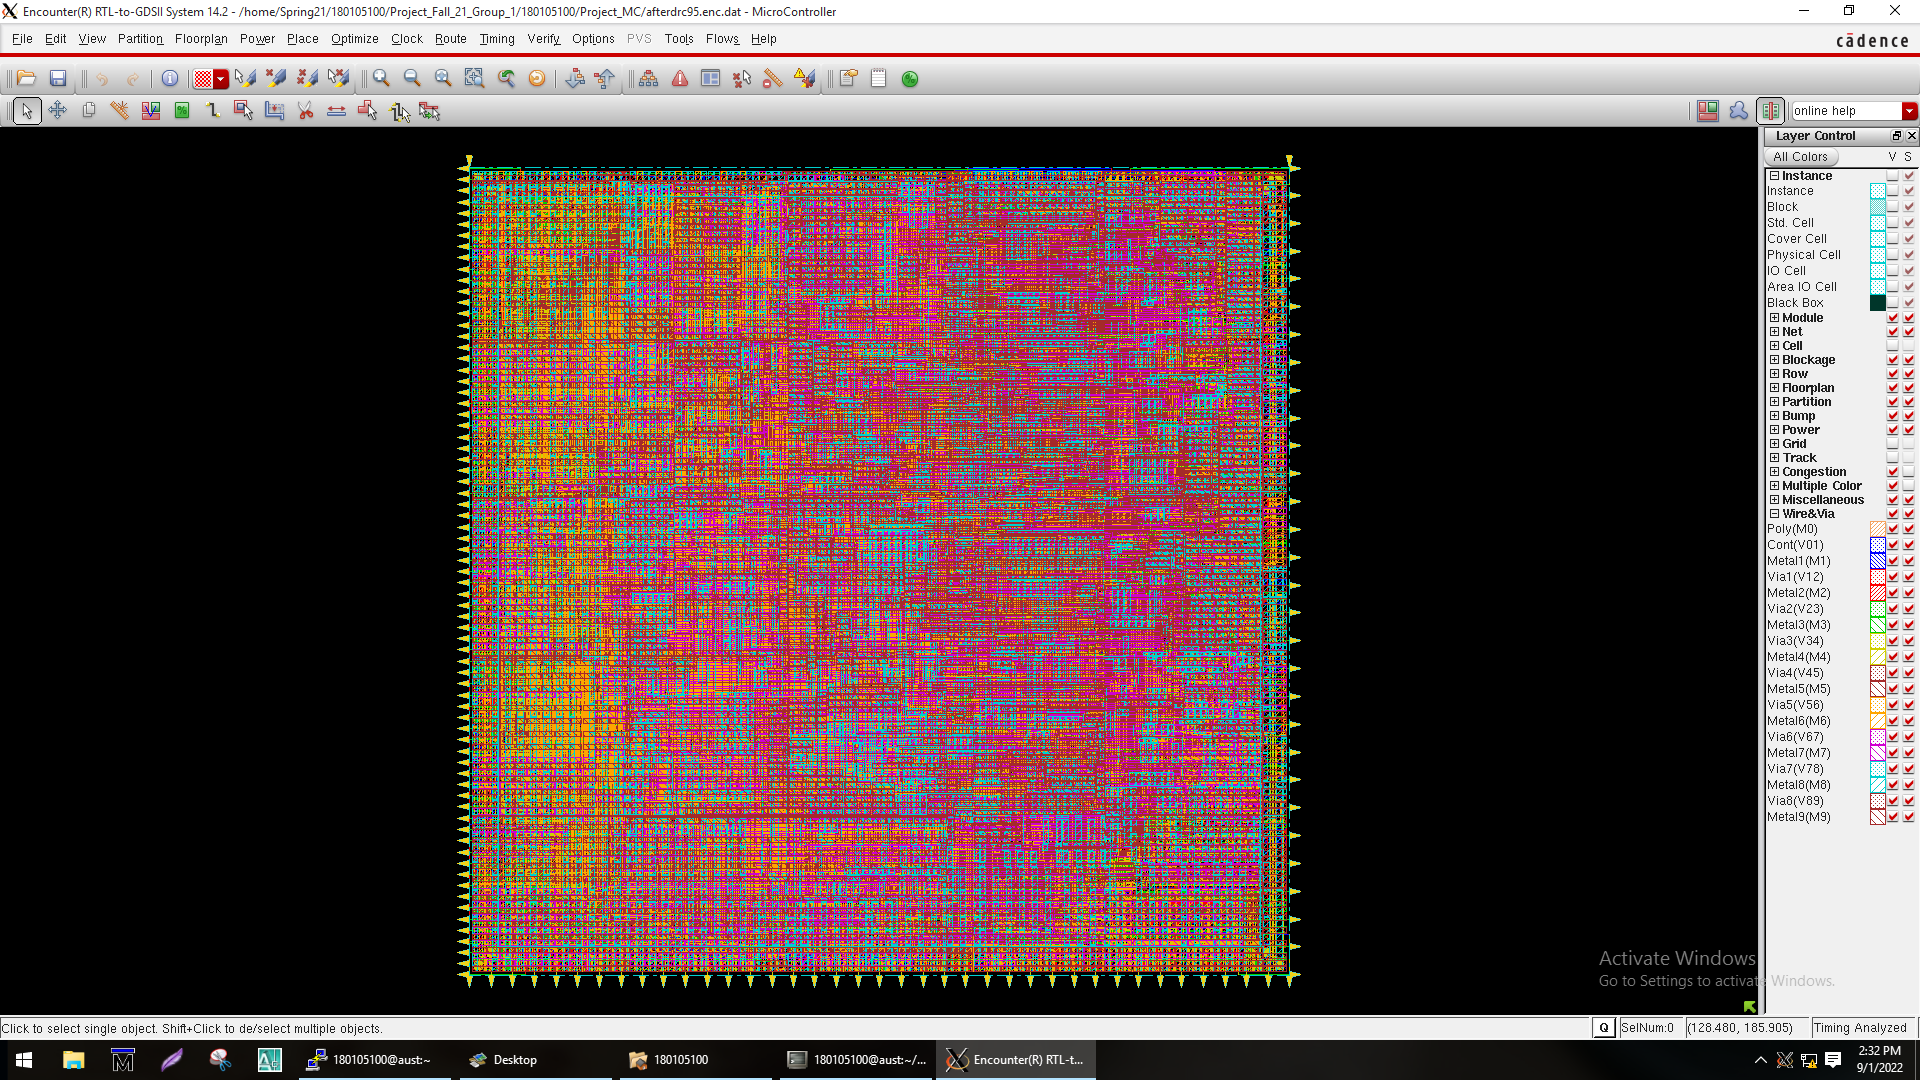 Encounter(R) RTL-to-GDSII System 14.2 - /home/Spring21/180105100/Project_Fall_21_Group_1/180105100/Project_MC/afterdrc95.enc.dat - MicroController
File Edit View Partition Floorplan Power Place Optimize Clock Route Timing Verify Options PVS Tools Flows Help
cādence
online help
Layer Control
All Colors V S
Instance
Instance
Block
Std. Cell
Cover Cell
Physical Cell
IO Cell
Area IO Cell
Black Box
Module
Net
Cell
Blockage
Row
Floorplan
Partition
Bump
Power
Grid
Track
Congestion
Multiple Color
Miscellaneous
Wire&Via
Poly(M0)
Cont(V01)
Metal1(M1)
Via1(V12)
Metal2(M2)
Via2(V23)
Metal3(M3)
Via3(V34)
Metal4(M4)
Via4(V45)
Metal5(M5)
Via5(V56)
Metal6(M6)
Via6(V67)
Metal7(M7)
Via7(V78)
Metal8(M8)
Via8(V89)
Metal9(M9)
Activate Windows
Go to Settings to activate Windows.
Click to select single object. Shift+Click to de/select multiple objects.
Q SelNum:0 (128.480, 185.905) Timing Analyzed
180105100@aust:~ Desktop 180105100 180105100@aust:~/... Encounter(R) RTL-t...
2:32 PM
9/1/2022